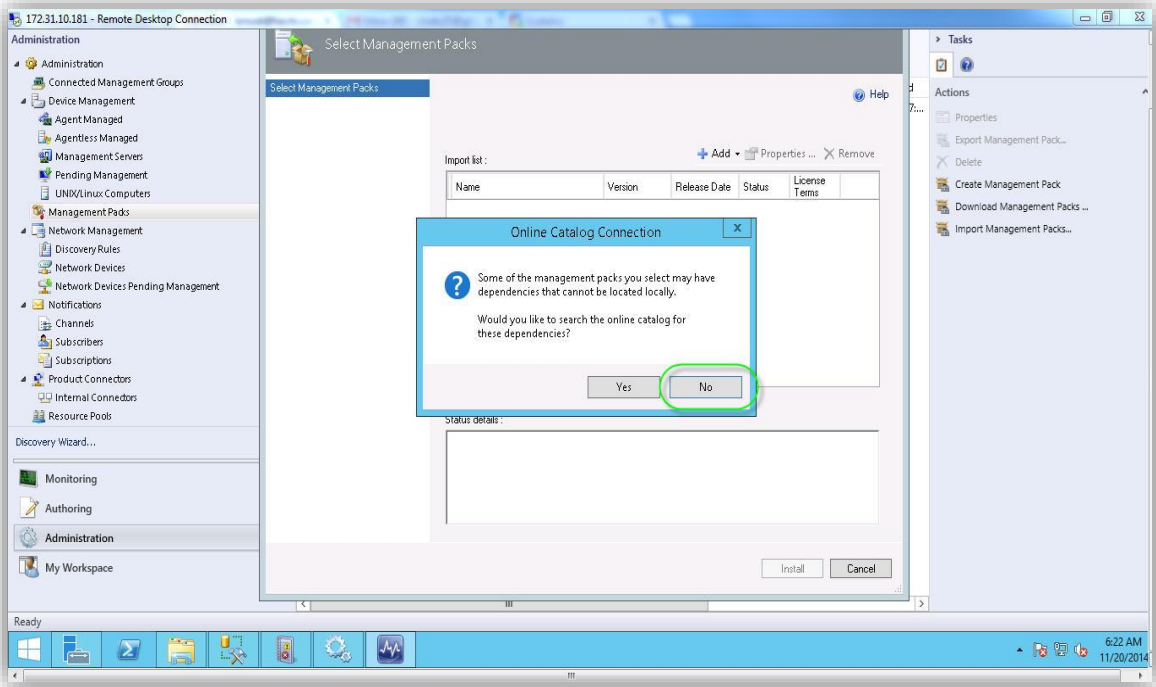 172.31.10.181 - Remote Desktop Connection
Administration
Administration
Connected Management Groups
Device Management
Agent Managed
Agentless Managed
Management Servers
Pending Management
UNIX/Linux Computers
Management Packs
Network Management
Discovery Rules
Network Devices
Network Devices Pending Management
Notifications
Channels
Subscribers
Subscriptions
Product Connectors
Internal Connectors
Resource Pools
Discovery Wizard...
Monitoring
Authoring
Administration
My Workspace
Ready
Select Management Packs
Select Management Packs
Help
Import list :
Add
Properties ...
Remove
Name
Version
Release Date
Status
License
Terms
Online Catalog Connection
x
Some of the management packs you select may have
dependencies that cannot be located locally.
Would you like to search the online catalog for
these dependencies?
Yes
No
Status details :
Install
Cancel
Tasks
Actions
Properties
Export Management Pack...
Delete
Create Management Pack
Download Management Packs ...
Import Management Packs...
6:22 AM
11/20/2014